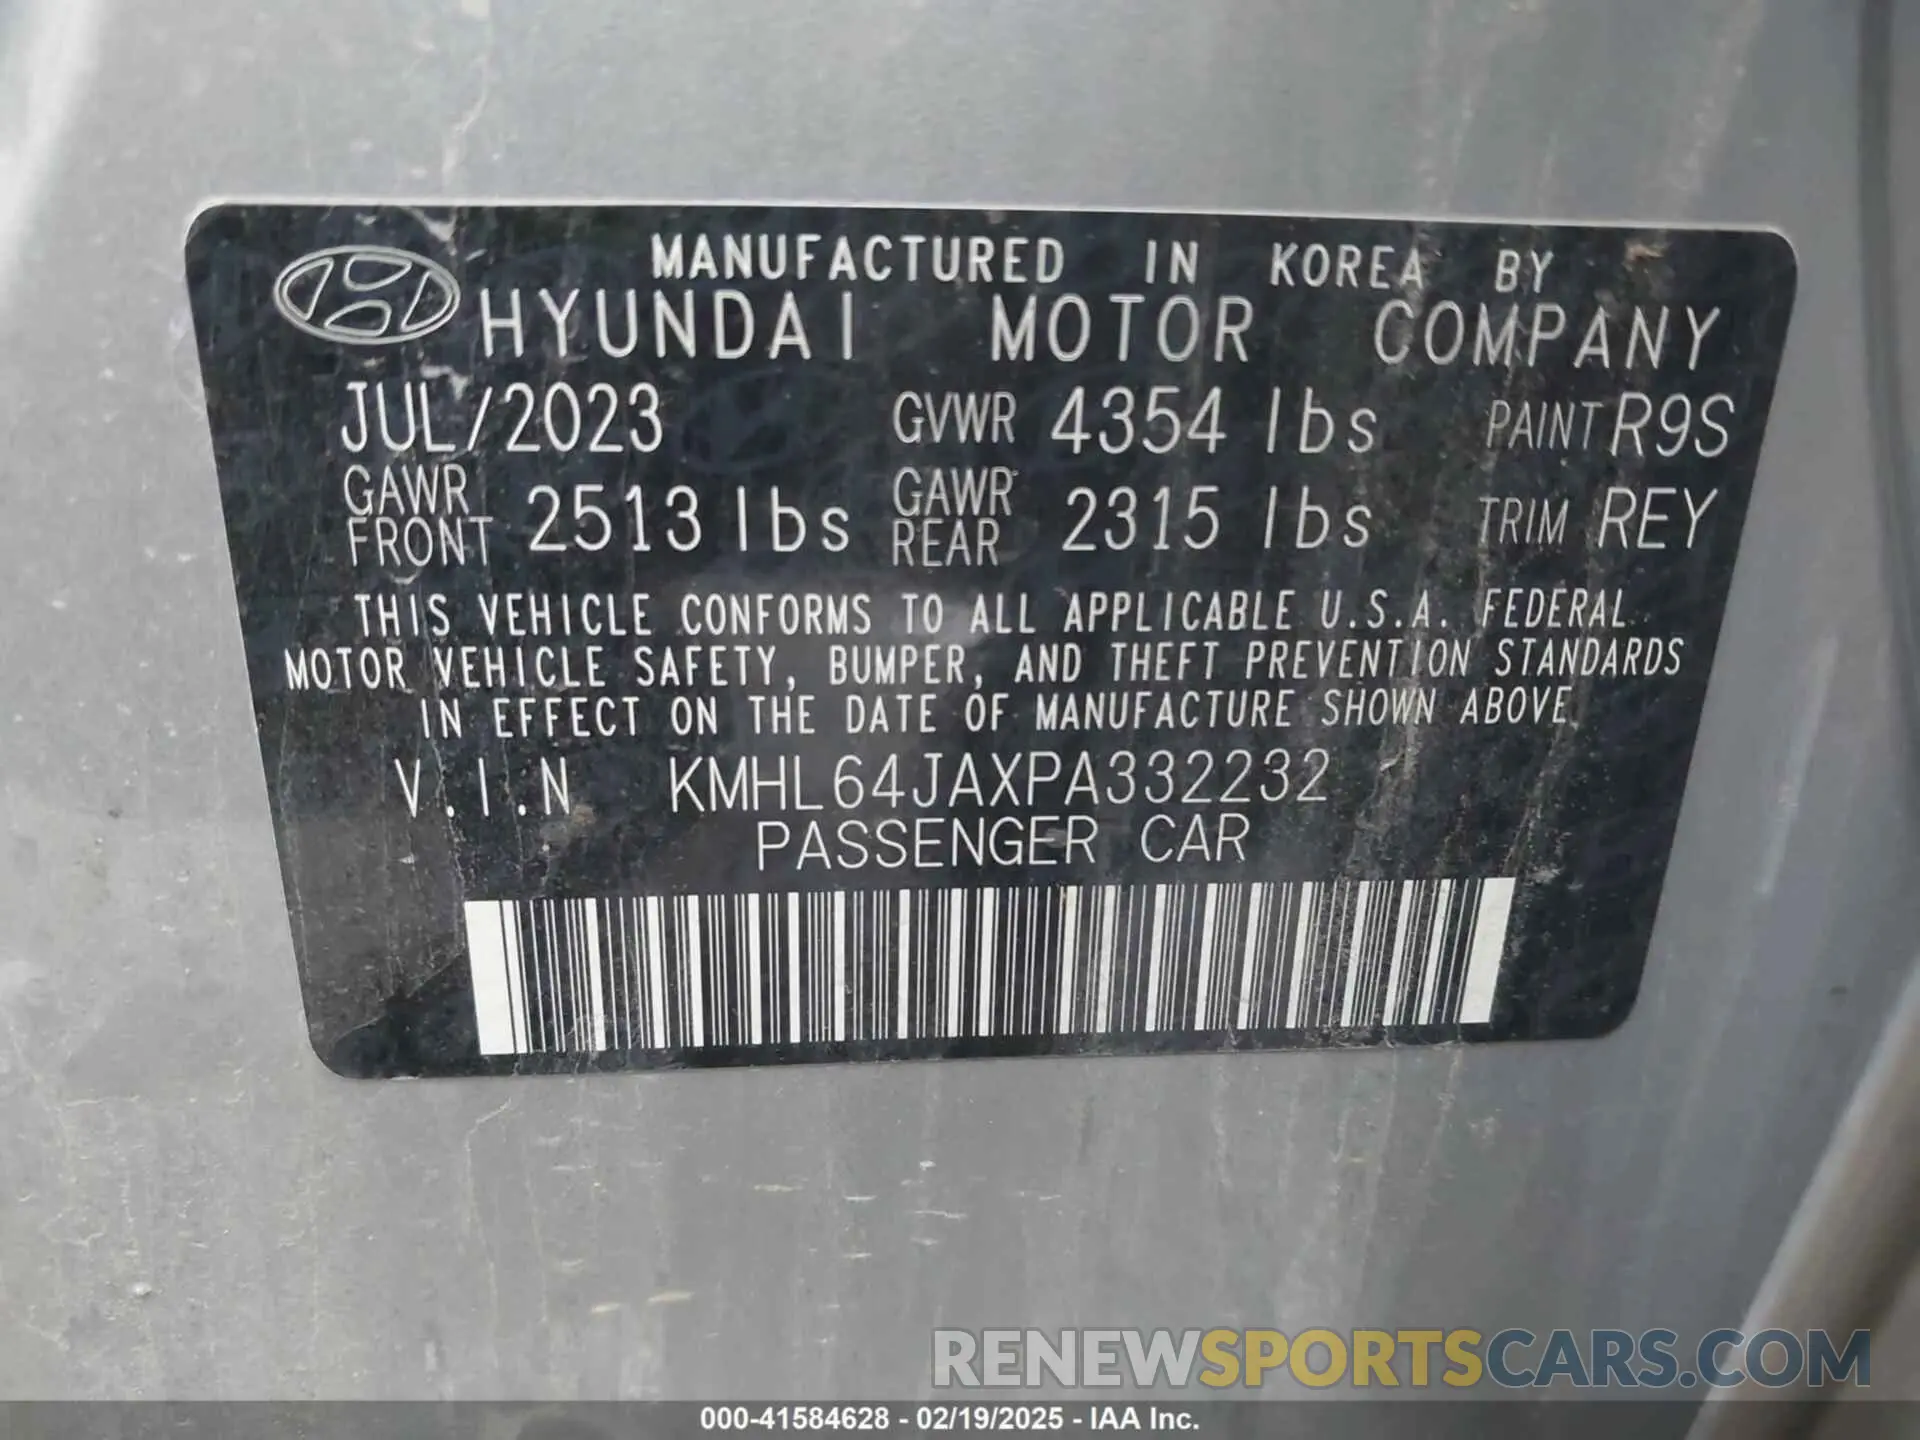 MANUFACTURED IN KOREA BY
HYUNDAI MOTOR COMPANY
JUL/2023 GVWR 4354 lbs PAINT R9S
GAWR FRONT 2513 lbs GAWR REAR 2315 lbs TRIM REY
THIS VEHICLE CONFORMS TO ALL APPLICABLE U.S.A. FEDERAL
MOTOR VEHICLE SAFETY, BUMPER, AND THEFT PREVENTION STANDARDS
IN EFFECT ON THE DATE OF MANUFACTURE SHOWN ABOVE.
V.I.N KMHL64JAXPA332232
PASSENGER CAR
RENEWSPORTSCARS.COM
000-41584628 - 02/19/2025 - IAA Inc.